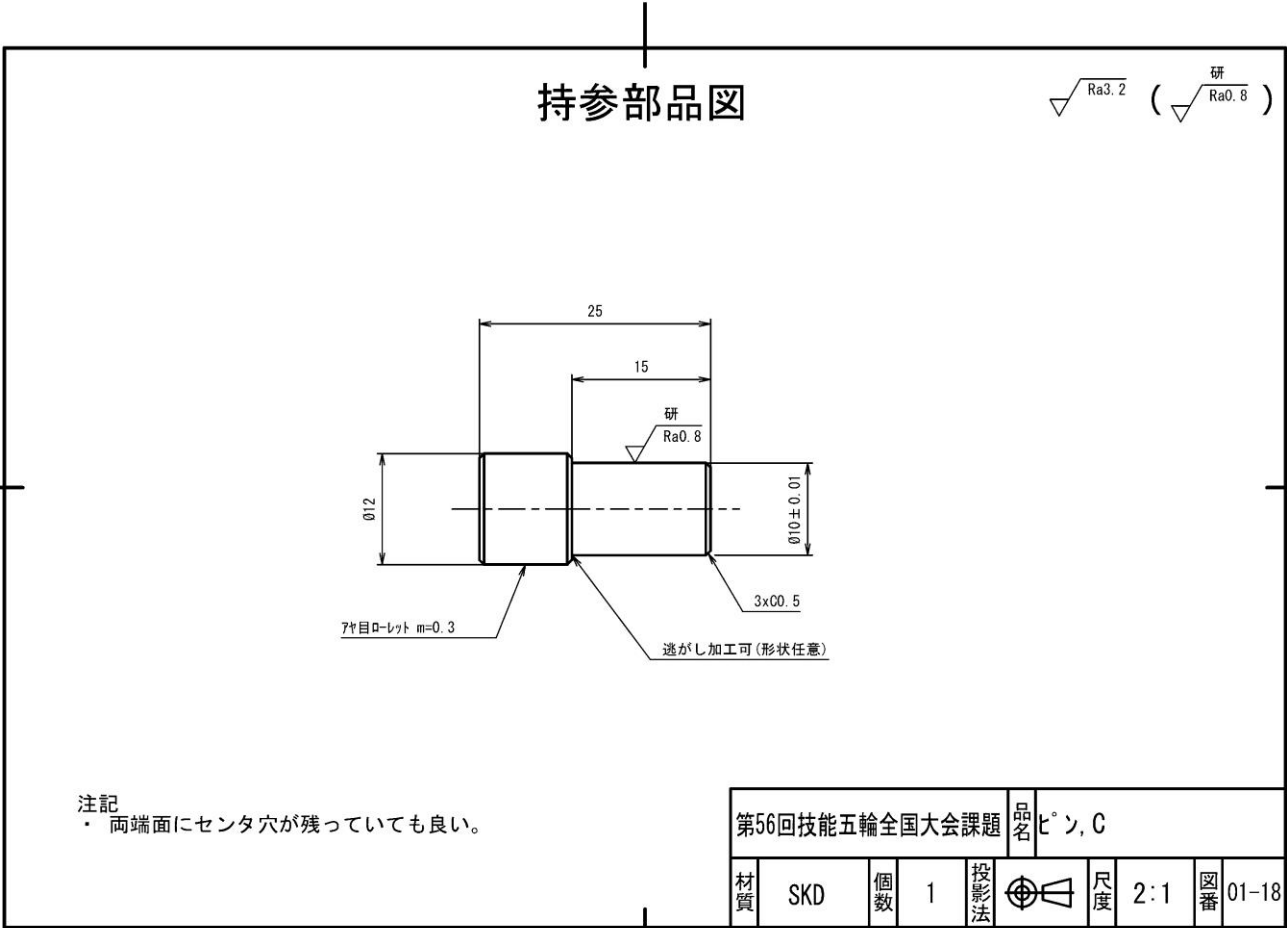 持参部品図
Ra3.2 ( 研 Ra0.8 )
25
15
研
Ra0.8
Ø12
Ø10±0.01
3xC0.5
ｱﾔ目ﾛｰﾚｯﾄ m=0.3
逃がし加工可(形状任意)
注記
・ 両端面にセンタ穴が残っていても良い。
第56回技能五輪全国大会課題 品名 ﾋﾟﾝ,C
材質 SKD 個数 1 投影法 尺度 2:1 図番 01-18